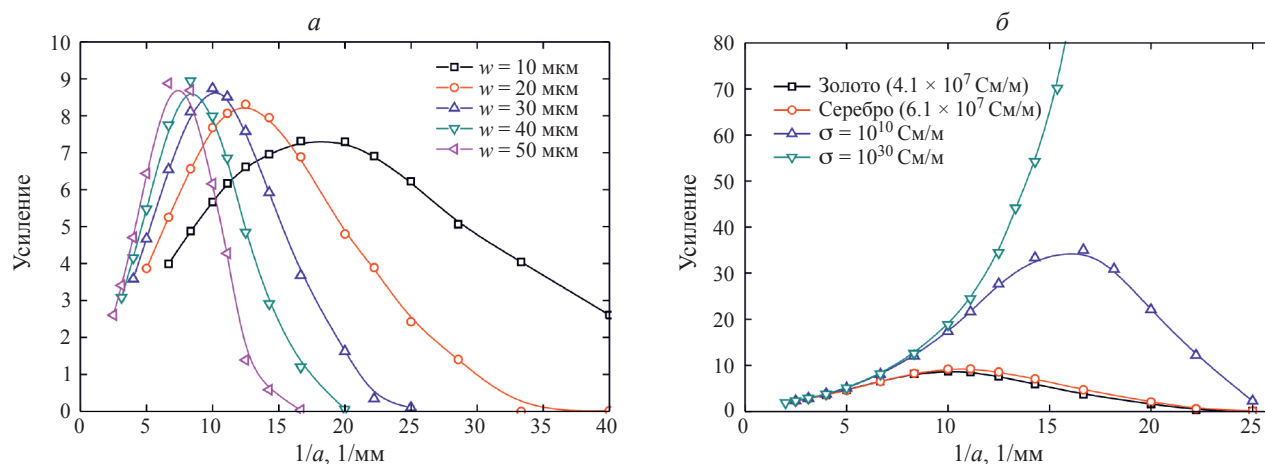 а
Усиление
10
9
8
7
6
5
4
3
2
1
0
w = 10 мкм
w = 20 мкм
w = 30 мкм
w = 40 мкм
w = 50 мкм
0 5 10 15 20 25 30 35 40
1/a, 1/мм
б
Усиление
80
70
60
50
40
30
20
10
0
Золото (4.1 × 10⁷ См/м)
Серебро (6.1 × 10⁷ См/м)
σ = 10¹⁰ См/м
σ = 10³⁰ См/м
0 5 10 15 20 25
1/a, 1/мм